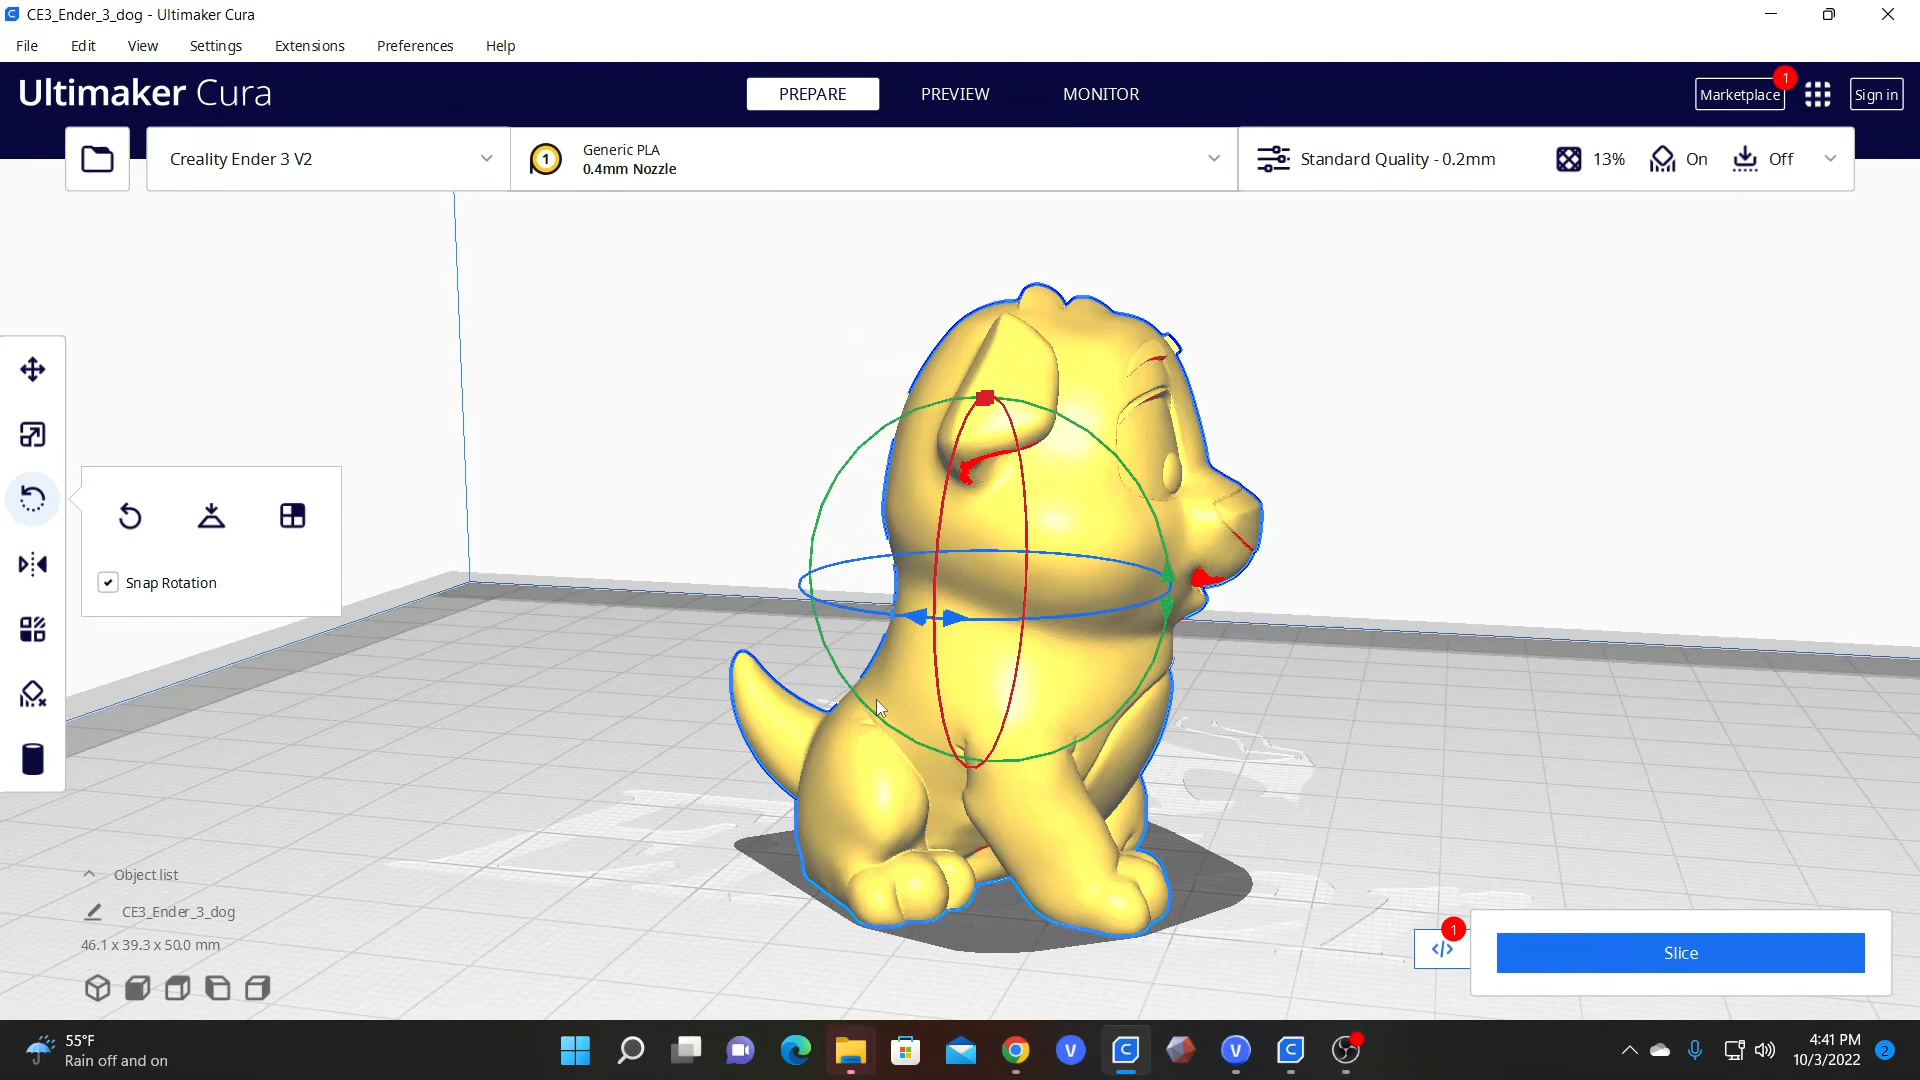 CE3_Ender_3_dog - Ultimaker Cura
File Edit View Settings Extensions Preferences Help
Ultimaker Cura
PREPARE PREVIEW MONITOR
Marketplace 1 Sign in
Creality Ender 3 V2
1 Generic PLA
0.4mm Nozzle
Standard Quality - 0.2mm 13% On Off
Snap Rotation
Object list
CE3_Ender_3_dog
46.1 x 39.3 x 50.0 mm
1
</>
Slice
55°F
Rain off and on
V V
4:41 PM
10/3/2022 2